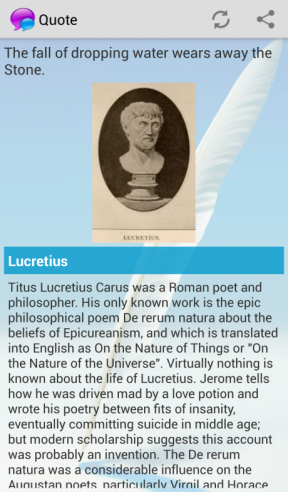 Quote
The fall of dropping water wears away the
Stone.
LUCRETIUS.
Lucretius
Titus Lucretius Carus was a Roman poet and
philosopher. His only known work is the epic
philosophical poem De rerum natura about the
beliefs of Epicureanism, and which is translated
into English as On the Nature of Things or "On
the Nature of the Universe". Virtually nothing is
known about the life of Lucretius. Jerome tells
how he was driven mad by a love potion and
wrote his poetry between fits of insanity,
eventually committing suicide in middle age;
but modern scholarship suggests this account
was probably an invention. The De rerum
natura was a considerable influence on the
Augustan poets, particularly Virgil and Horace